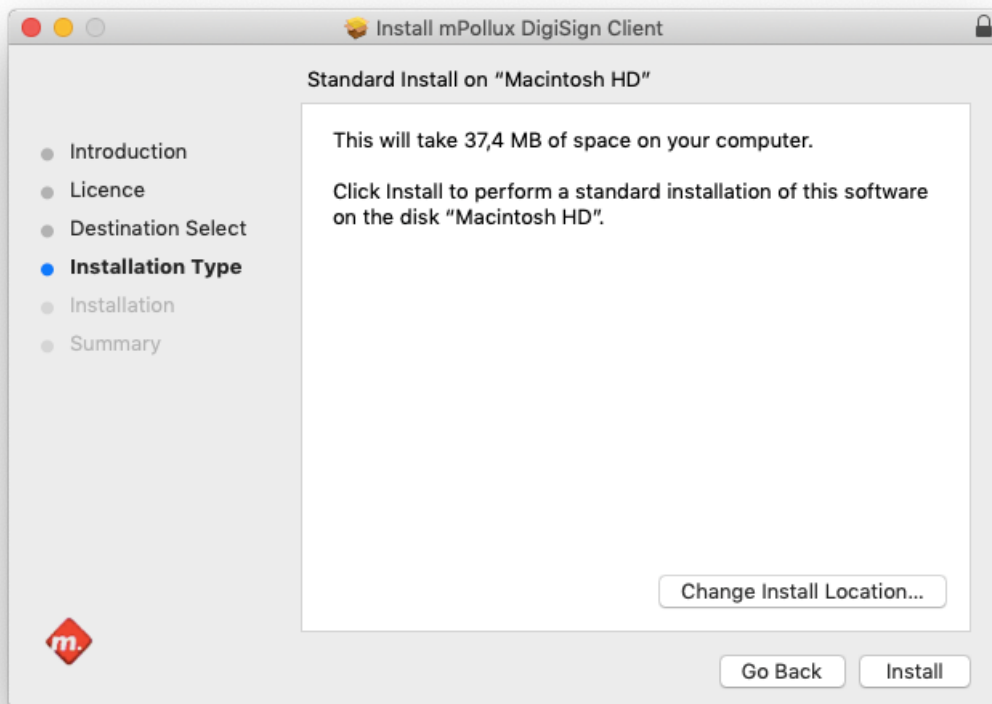 Install mPollux DigiSign Client
Standard Install on “Macintosh HD”
Introduction
Licence
Destination Select
Installation Type
Installation
Summary
This will take 37,4 MB of space on your computer.
Click Install to perform a standard installation of this software
on the disk “Macintosh HD”.
Change Install Location...
m.
Go Back
Install